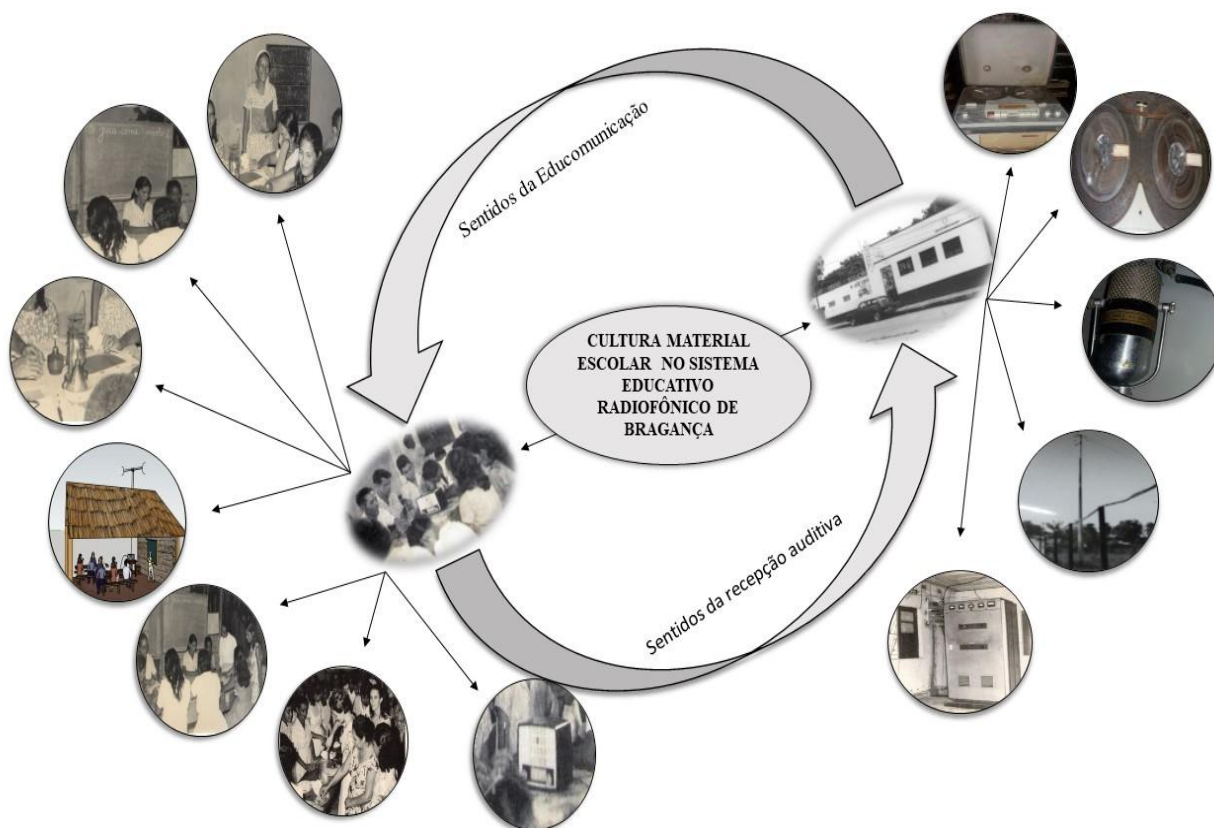 Sentidos da Educomunicação
CULTURA MATERIAL
ESCOLAR NO SISTEMA
EDUCATIVO
RADIOFÔNICO DE
BRAGANÇA
Sentidos da recepção auditiva